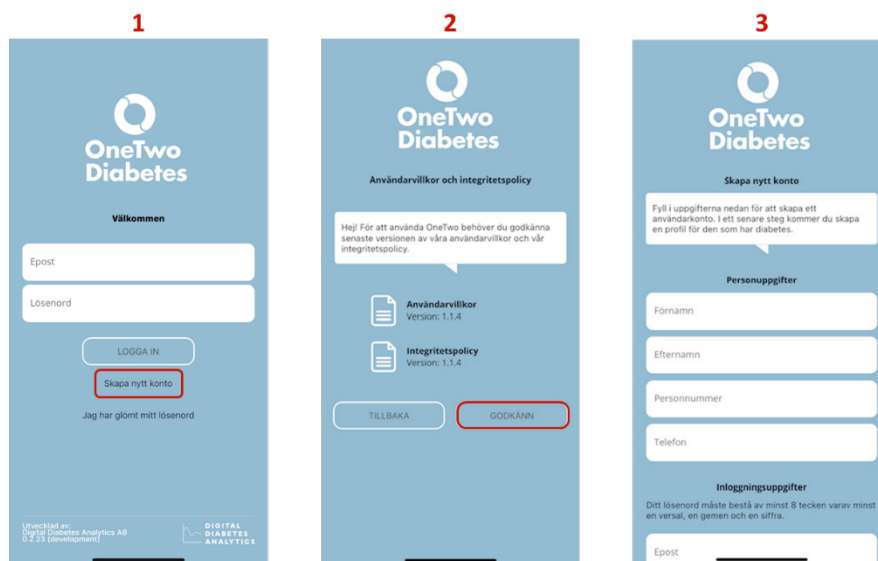 1
OneTwo
Diabetes
Välkommen
Epost
Lösenord
LOGGA IN
Skapa nytt konto
Jag har glömt mitt lösenord
Utvecklad av:
Digital Diabetes Analytics AB
0.2.23 (development)
DIGITAL
DIABETES
ANALYTICS
2
OneTwo
Diabetes
Användarvillkor och integritetspolicy
Hej! För att använda OneTwo behöver du godkänna
senaste versionen av våra användarvillkor och vår
integritetspolicy.
Användarvillkor
Version: 1.1.4
Integritetspolicy
Version: 1.1.4
TILLBAKA
GODKÄNN
3
OneTwo
Diabetes
Skapa nytt konto
Fyll i uppgifterna nedan för att skapa ett
användarkonto. I ett senare steg kommer du skapa
en profil för den som har diabetes.
Personuppgifter
Förnamn
Efternamn
Personnummer
Telefon
Inloggningsuppgifter
Ditt lösenord måste bestå av minst 8 tecken varav minst
en versal, en gemen och en siffra.
Epost